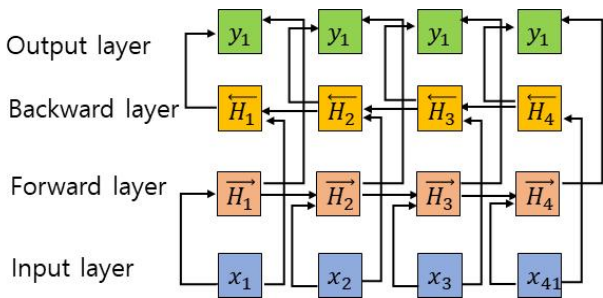 Output layer y₁ y₁ y₁ y₁
Backward layer ←H₁ ←H₂ ←H₃ ←H₄
Forward layer →H₁ →H₂ →H₃ →H₄
Input layer x₁ x₂ x₃ x₄₁